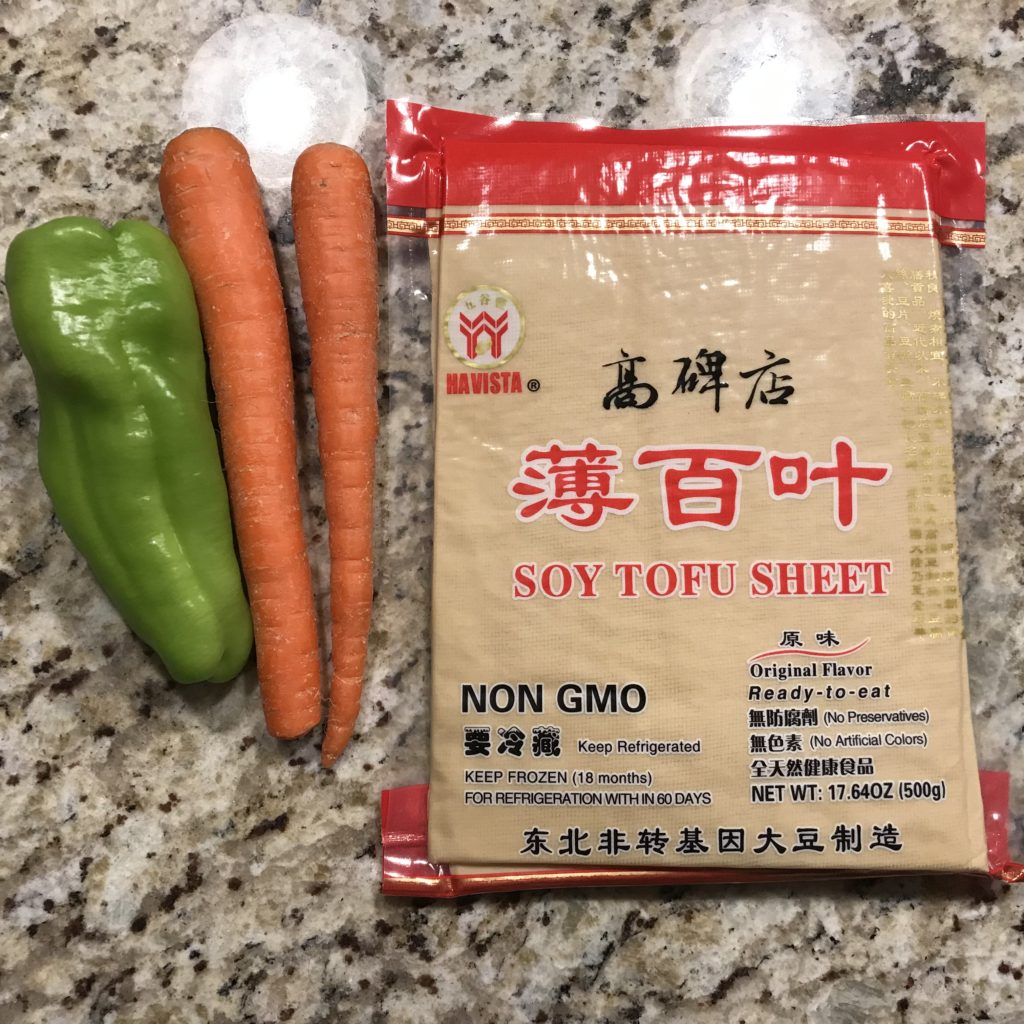 HAVISTA ®
高碑店
薄百叶
SOY TOFU SHEET
原味
Original Flavor
Ready-to-eat
NON GMO
無防腐劑 (No Preservatives)
要冷藏 Keep Refrigerated
無色素 (No Artificial Colors)
KEEP FROZEN (18 months)
全天然健康食品
FOR REFRIGERATION WITH IN 60 DAYS
NET WT: 17.64OZ (500g)
东北非转基因大豆制造